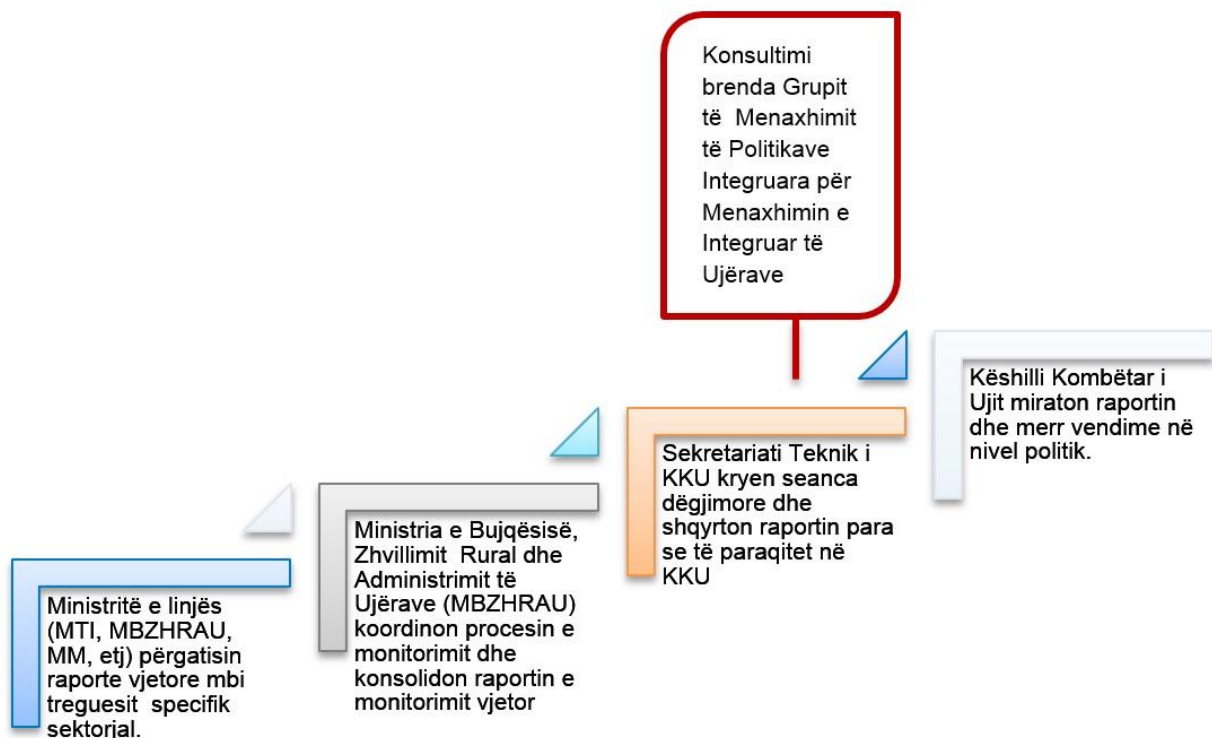 Konsultimi
brenda Grupit
të Menaxhimit
të Politikave
Integruara për
Menaxhimin e
Integruar të
Ujërave
Ministritë e linjës
(MTI, MBZHRAU,
MM, etj) përgatisin
raporte vjetore mbi
treguesit specifik
sektorjal.
Ministria e Bujqësisë,
Zhvillimit Rural dhe
Administrimit të
Ujërave (MBZHRAU)
koordinon procesin e
monitorimit dhe
konsolidon raportin e
monitorimit vjetor
Sekretariati Teknik i
KKU kryen seanca
dëgjimore dhe
shqyrton raportin para
se të paraqitet në
KKU
Këshilli Kombëtar i
Ujit miraton raportin
dhe merr vendime në
nivel politik.